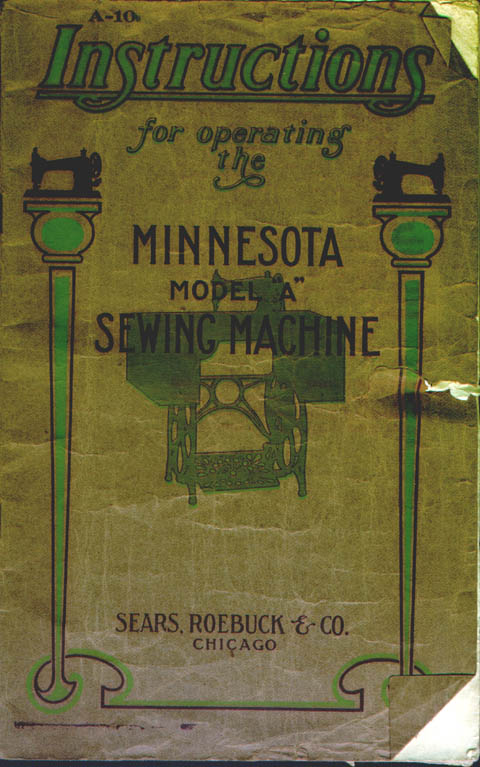 A-10.
Instructions
for operating
the
MINNESOTA
MODEL "A"
SEWING MACHINE
SEARS, ROEBUCK & CO.
CHICAGO